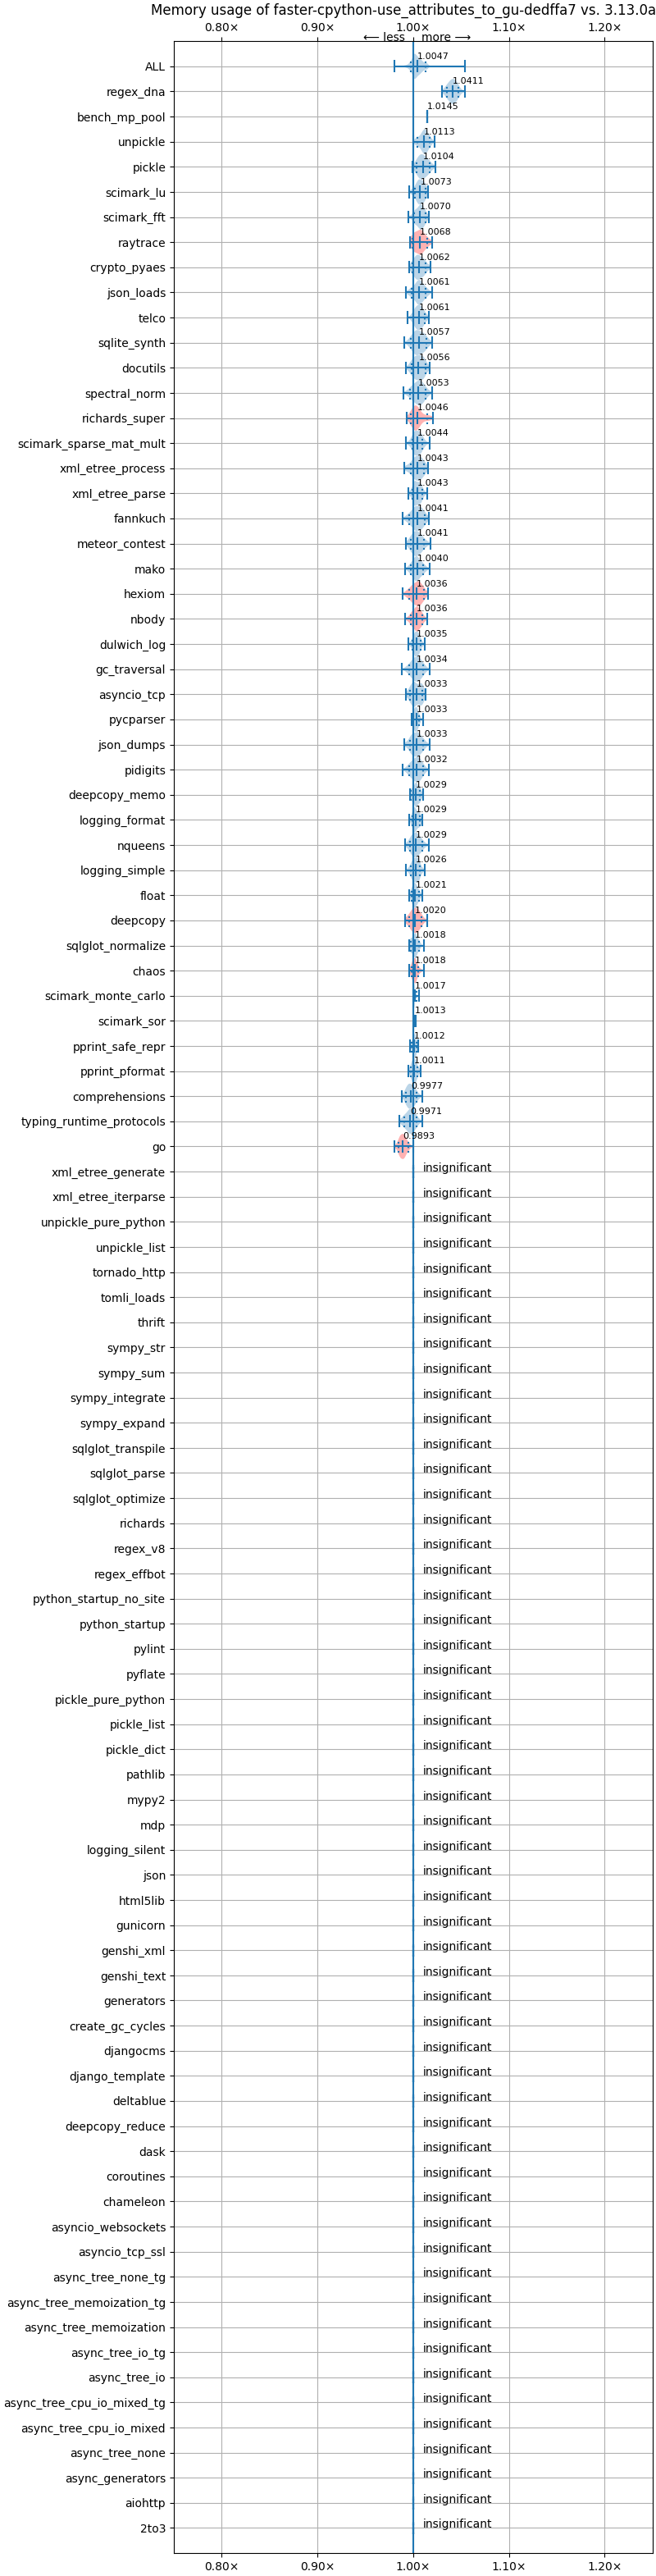 Memory usage of faster-cpython-use_attributes_to_gu-dedffa7 vs. 3.13.0a
0.80× 0.90× 1.00× 1.10× 1.20×
⟵ less more ⟶
ALL 1.0047
regex_dna 1.0411
bench_mp_pool 1.0145
unpickle 1.0113
pickle 1.0104
scimark_lu 1.0073
scimark_fft 1.0070
raytrace 1.0068
crypto_pyaes 1.0062
json_loads 1.0061
telco 1.0061
sqlite_synth 1.0057
docutils 1.0056
spectral_norm 1.0053
richards_super 1.0046
scimark_sparse_mat_mult 1.0044
xml_etree_process 1.0043
xml_etree_parse 1.0043
fannkuch 1.0041
meteor_contest 1.0041
mako 1.0040
hexiom 1.0036
nbody 1.0036
dulwich_log 1.0035
gc_traversal 1.0034
asyncio_tcp 1.0033
pycparser 1.0033
json_dumps 1.0033
pidigits 1.0032
deepcopy_memo 1.0029
logging_format 1.0029
nqueens 1.0029
logging_simple 1.0026
float 1.0021
deepcopy 1.0020
sqlglot_normalize 1.0018
chaos 1.0018
scimark_monte_carlo 1.0017
scimark_sor 1.0013
pprint_safe_repr 1.0012
pprint_pformat 1.0011
comprehensions 0.9977
typing_runtime_protocols 0.9971
go 0.9893
xml_etree_generate insignificant
xml_etree_iterparse insignificant
unpickle_pure_python insignificant
unpickle_list insignificant
tornado_http insignificant
tomli_loads insignificant
thrift insignificant
sympy_str insignificant
sympy_sum insignificant
sympy_integrate insignificant
sympy_expand insignificant
sqlglot_transpile insignificant
sqlglot_parse insignificant
sqlglot_optimize insignificant
richards insignificant
regex_v8 insignificant
regex_effbot insignificant
python_startup_no_site insignificant
python_startup insignificant
pylint insignificant
pyflate insignificant
pickle_pure_python insignificant
pickle_list insignificant
pickle_dict insignificant
pathlib insignificant
mypy2 insignificant
mdp insignificant
logging_silent insignificant
json insignificant
html5lib insignificant
gunicorn insignificant
genshi_xml insignificant
genshi_text insignificant
generators insignificant
create_gc_cycles insignificant
djangocms insignificant
django_template insignificant
deltablue insignificant
deepcopy_reduce insignificant
dask insignificant
coroutines insignificant
chameleon insignificant
asyncio_websockets insignificant
asyncio_tcp_ssl insignificant
async_tree_none_tg insignificant
async_tree_memoization_tg insignificant
async_tree_memoization insignificant
async_tree_io_tg insignificant
async_tree_io insignificant
async_tree_cpu_io_mixed_tg insignificant
async_tree_cpu_io_mixed insignificant
async_tree_none insignificant
async_generators insignificant
aiohttp insignificant
2to3 insignificant
0.80× 0.90× 1.00× 1.10× 1.20×